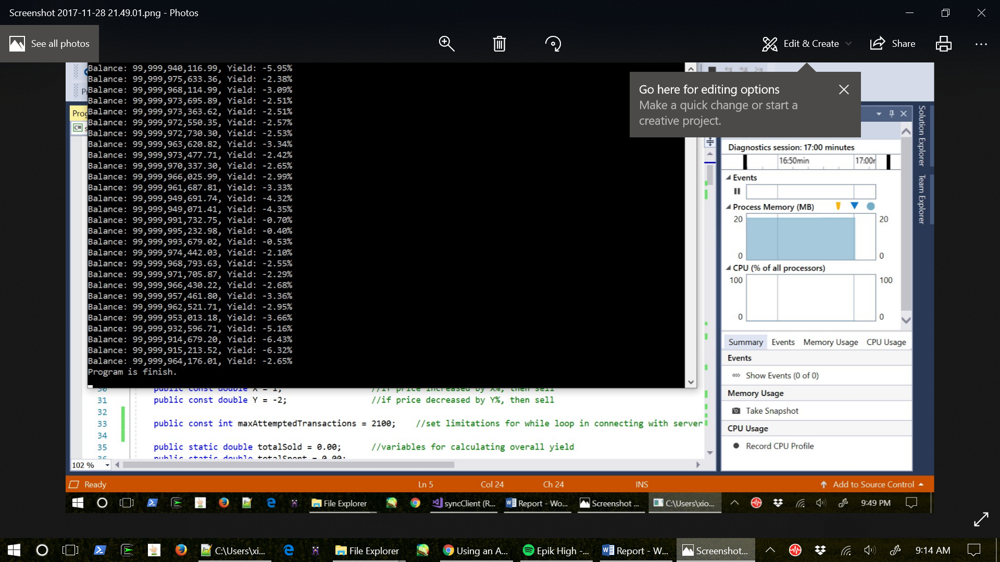 Screenshot 2017-11-28 21.49.01.png - Photos
See all photos
Edit & Create
Share
Go here for editing options
Make a quick change or start a
creative project.
Balance: 99,999,940,116.99, Yield: -5.95%
Balance: 99,999,975,633.36, Yield: -2.38%
Balance: 99,999,968,114.99, Yield: -3.09%
Balance: 99,999,973,695.89, Yield: -2.51%
Balance: 99,999,973,363.62, Yield: -2.51%
Balance: 99,999,972,550.35, Yield: -2.57%
Balance: 99,999,972,730.30, Yield: -2.53%
Balance: 99,999,963,620.82, Yield: -3.34%
Balance: 99,999,973,477.71, Yield: -2.42%
Balance: 99,999,970,337.30, Yield: -2.65%
Balance: 99,999,966,025.99, Yield: -2.99%
Balance: 99,999,961,687.81, Yield: -3.33%
Balance: 99,999,949,691.74, Yield: -4.32%
Balance: 99,999,949,071.41, Yield: -4.35%
Balance: 99,999,991,732.75, Yield: -0.70%
Balance: 99,999,995,232.98, Yield: -0.40%
Balance: 99,999,993,679.02, Yield: -0.53%
Balance: 99,999,974,442.03, Yield: -2.10%
Balance: 99,999,968,793.63, Yield: -2.55%
Balance: 99,999,971,705.87, Yield: -2.29%
Balance: 99,999,966,430.22, Yield: -2.68%
Balance: 99,999,957,461.80, Yield: -3.36%
Balance: 99,999,962,521.71, Yield: -2.95%
Balance: 99,999,953,013.18, Yield: -3.66%
Balance: 99,999,932,596.71, Yield: -5.16%
Balance: 99,999,914,679.20, Yield: -6.43%
Balance: 99,999,915,213.52, Yield: -6.32%
Balance: 99,999,964,176.01, Yield: -2.65%
Program is finish.
Prog
C# s
30 public const double X = 1; //if price increased by X%, then sell
31 public const double Y = -2; //if price decreased by Y%, then sell
32
33 public const int maxAttemptedTransactions = 2100; //set limitations for while loop in connecting with server
34
35 public static double totalSold = 0.00; //variables for calculating overall yield
36 public static double totalSpent = 0.00;
102 %
Diagnostics session: 17:00 minutes
16:50min 17:00
Events
Process Memory (MB)
20 20
0 0
CPU (% of all processors)
100 100
0 0
Summary Events Memory Usage CPU Usage
Events
Show Events (0 of 0)
Memory Usage
Take Snapshot
CPU Usage
Record CPU Profile
Solution Explorer
Team Explorer
Ready Ln 5 Col 24 Ch 24 INS Add to Source Control
File Explorer syncClient (R... Report - Wo... Screenshot ... C:\Users\xio... 9:49 PM
C:\Users\xi... File Explorer Using an A... Epik High -... Report - W... Screenshot... 9:14 AM